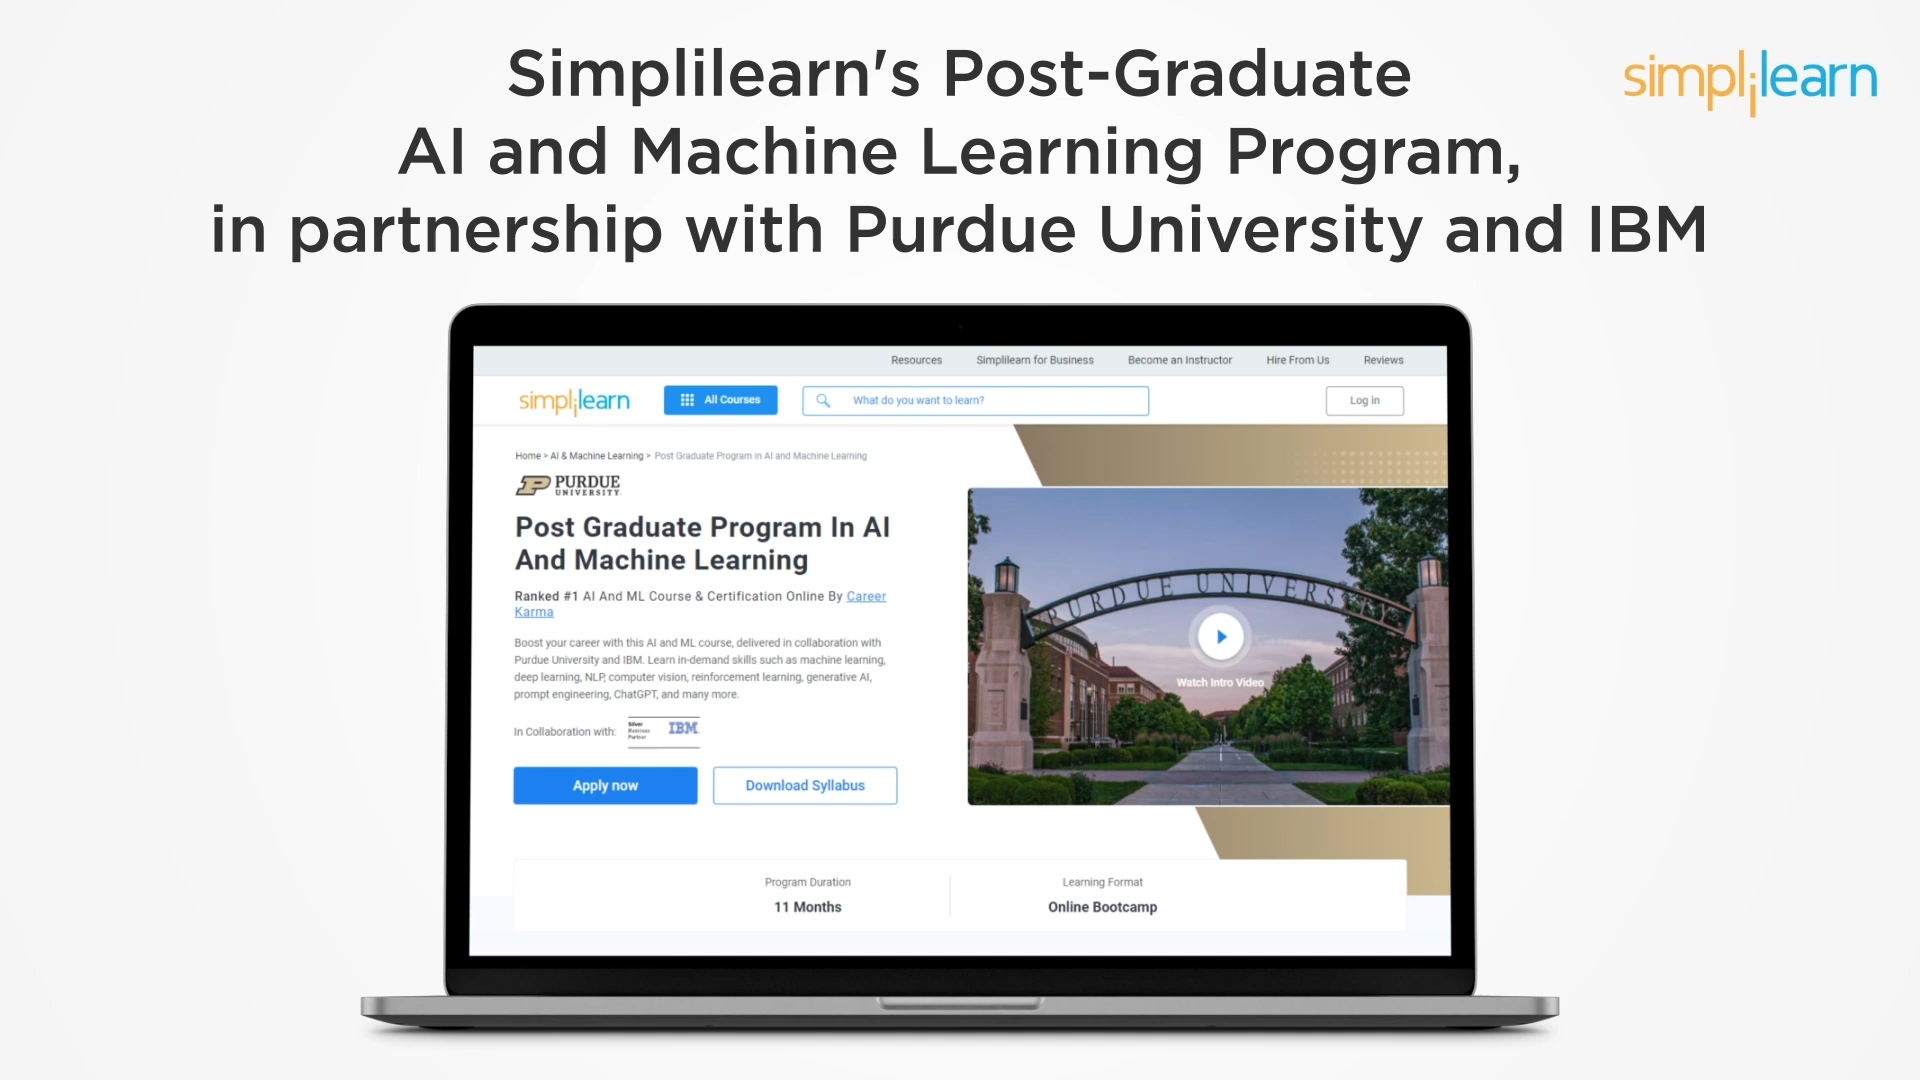 Simplilearn's Post-Graduate
AI and Machine Learning Program,
in partnership with Purdue University and IBM
simplilearn
Resources Simplilearn for Business Become an Instructor Hire From Us Reviews
simplilearn All Courses What do you want to learn? Log in
Home > AI & Machine Learning > Post Graduate Program in AI and Machine Learning
PURDUE
UNIVERSITY
Post Graduate Program In AI
And Machine Learning
Ranked #1 AI And ML Course & Certification Online By Career
Karma
Boost your career with this AI and ML course, delivered in collaboration with
Purdue University and IBM. Learn in-demand skills such as machine learning,
deep learning, NLP, computer vision, reinforcement learning, generative AI,
prompt engineering, ChatGPT, and many more.
In Collaboration with: Silver
Business
Partner
IBM
Apply now Download Syllabus
PURDUE UNIVERSITY
Watch Intro Video
Program Duration Learning Format
11 Months Online Bootcamp